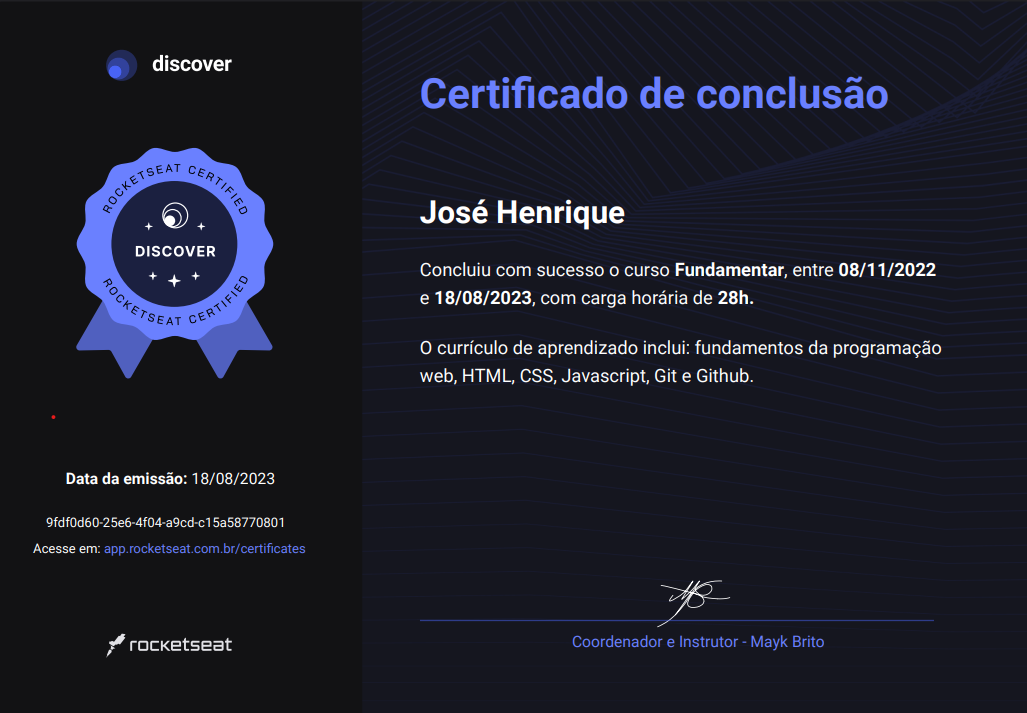 discover
ROCKETSEAT CERTIFIED
DISCOVER
ROCKETSEAT CERTIFIED
Data da emissão: 18/08/2023
9fdf0d60-25e6-4f04-a9cd-c15a58770801
Acesse em: app.rocketseat.com.br/certificates
rocketseat
Certificado de conclusão
José Henrique
Concluiu com sucesso o curso Fundamentar, entre 08/11/2022
e 18/08/2023, com carga horária de 28h.
O currículo de aprendizado inclui: fundamentos da programação
web, HTML, CSS, Javascript, Git e Github.
Coordenador e Instrutor - Mayk Brito